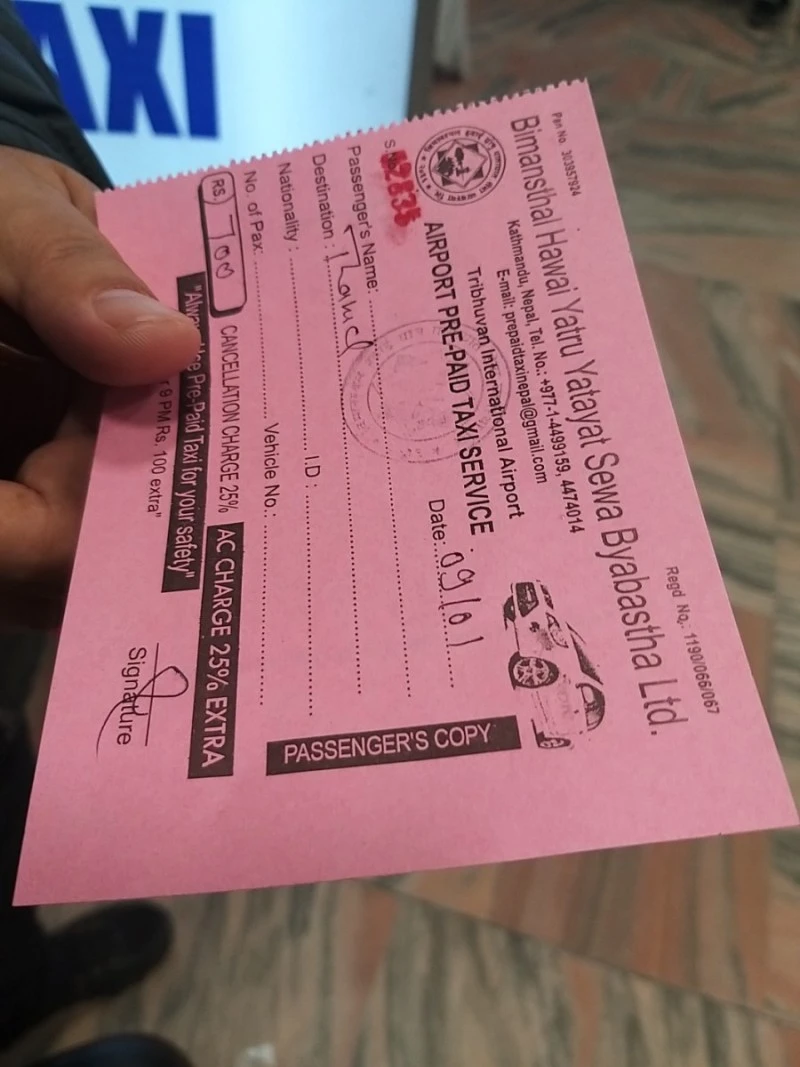 AXI
Pan No. 303957924
Regd No.: 1190/066/067
Bimansthal Hawai Yatru Yatayat Sewa Byabastha Ltd.
Kathmandu, Nepal, Tel. No.: +977-1-4499159, 4474014
E-mail: prepaidtaxinepal@gmail.com
Tribhuvan International Airport
AIRPORT PRE-PAID TAXI SERVICE
Date: 09/01
Passenger's Name:
Destination : Thamel
Nationality : I.D :
No. of Pax: Vehicle No.:
RS. 700
CANCELLATION CHARGE 25%
AC CHARGE 25% EXTRA
Pre-Paid Taxi for your safety"
9 PM Rs. 100 extra"
Signature
PASSENGER'S COPY